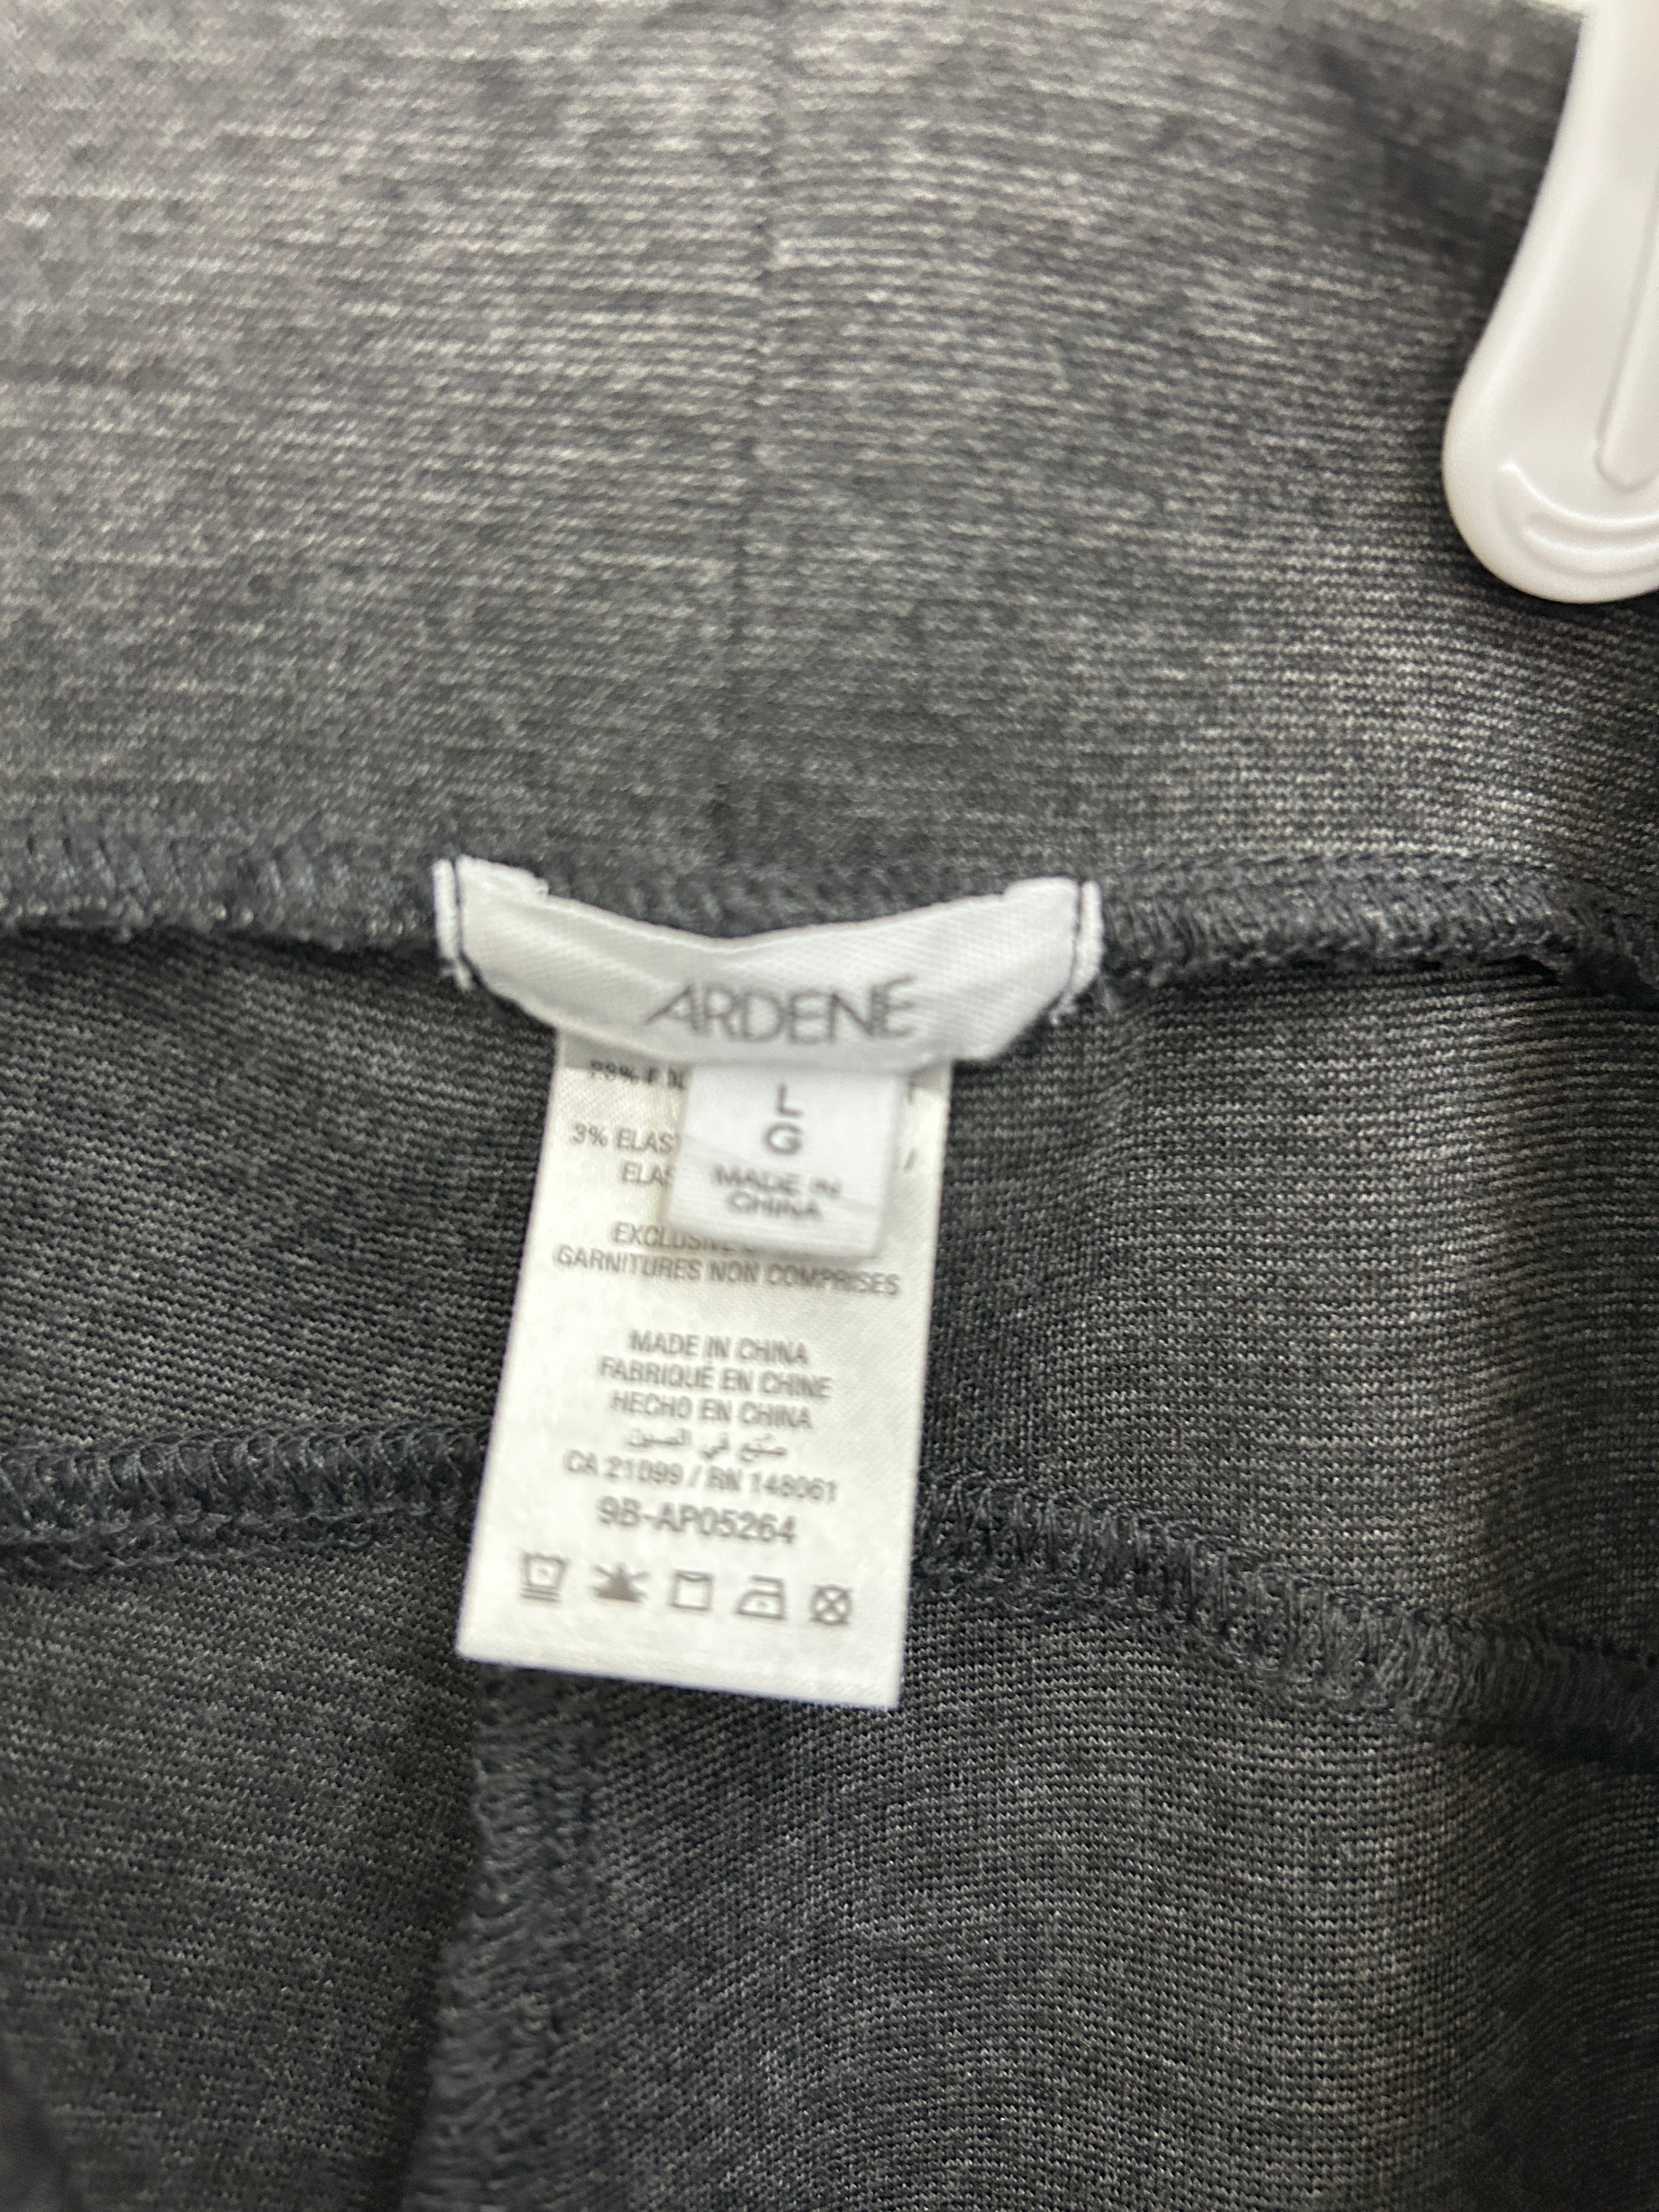 ARDENE
L
G
MADE IN
CHINA
3% ELAS
ELAS
EXCLUSIVE
GARNITURES NON COMPRISES
MADE IN CHINA
FABRIQUÉ EN CHINE
HECHO EN CHINA
صنع في الصين
CA 21099 / RN 148061
9B-AP05264